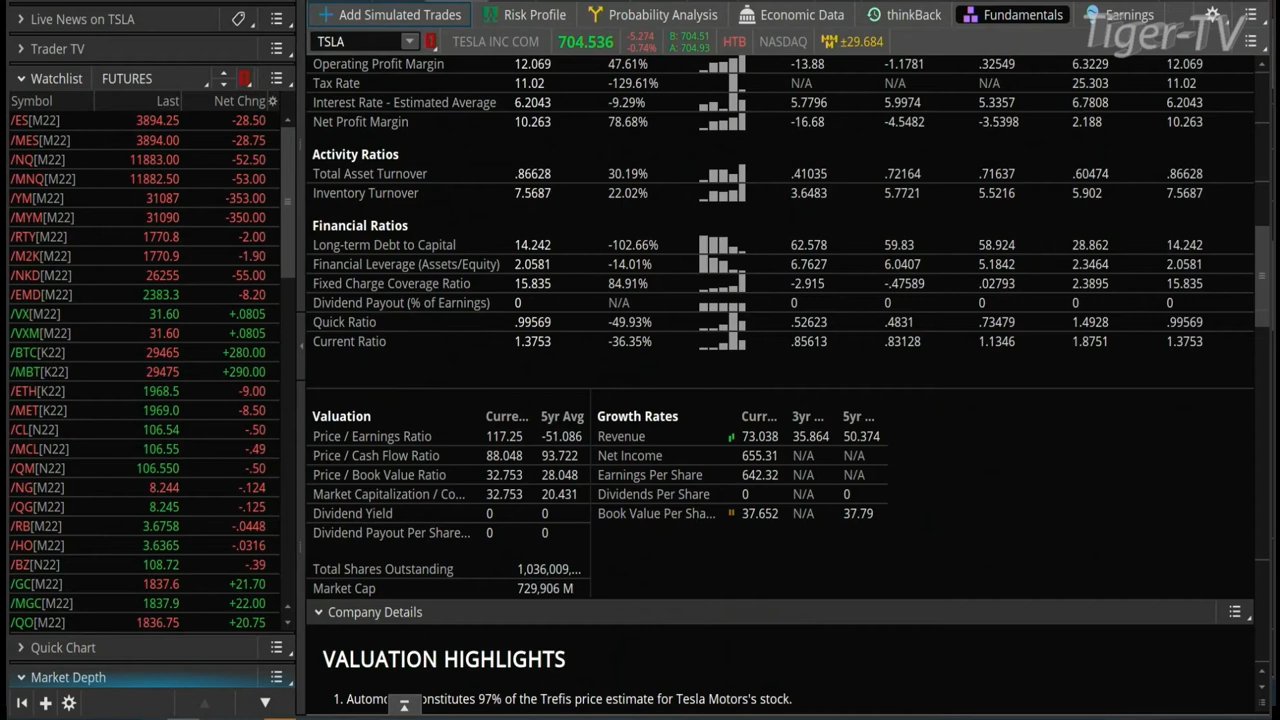 Live News on TSLA
Trader TV
Watchlist FUTURES
Symbol Last Net Chng
/ES[M22] 3894.25 -28.50
/MES[M22] 3894.00 -28.75
/NQ[M22] 11883.00 -52.50
/MNQ[M22] 11882.50 -53.00
/YM[M22] 31087 -353.00
/MYM[M22] 31090 -350.00
/RTY[M22] 1770.8 -2.00
/M2K[M22] 1770.9 -1.90
/NKD[M22] 26255 -55.00
/EMD[M22] 2383.3 -8.20
/VX[M22] 31.60 +.0805
/VXM[M22] 31.60 +.0805
/BTC[K22] 29465 +280.00
/MBT[K22] 29475 +290.00
/ETH[K22] 1968.5 -9.00
/MET[K22] 1969.0 -8.50
/CL[N22] 106.54 -.50
/MCL[N22] 106.55 -.49
/QM[N22] 106.550 -.50
/NG[M22] 8.244 -.124
/QG[M22] 8.245 -.125
/RB[M22] 3.6758 -.0448
/HO[M22] 3.6365 -.0316
/BZ[N22] 108.72 -.39
/GC[M22] 1837.6 +21.70
/MGC[M22] 1837.9 +22.00
/QO[M22] 1836.75 +20.75
Quick Chart
Market Depth
Add Simulated Trades Risk Profile Probability Analysis Economic Data thinkBack Fundamentals Earnings
Tiger-TV
TSLA 1 TESLA INC COM 704.536 -5.274 -0.74% B: 704.51 A: 704.93 HTB NASDAQ ±29.684
Operating Profit Margin 12.069 47.61% -13.88 -1.1781 .32549 6.3229 12.069
Tax Rate 11.02 -129.61% N/A N/A N/A 25.303 11.02
Interest Rate - Estimated Average 6.2043 -9.29% 5.7796 5.9974 5.3357 6.7808 6.2043
Net Profit Margin 10.263 78.68% -16.68 -4.5482 -3.5398 2.188 10.263
Activity Ratios
Total Asset Turnover .86628 30.19% .41035 .72164 .71637 .60474 .86628
Inventory Turnover 7.5687 22.02% 3.6483 5.7721 5.5216 5.902 7.5687
Financial Ratios
Long-term Debt to Capital 14.242 -102.66% 62.578 59.83 58.924 28.862 14.242
Financial Leverage (Assets/Equity) 2.0581 -14.01% 6.7627 6.0407 5.1842 2.3464 2.0581
Fixed Charge Coverage Ratio 15.835 84.91% -2.915 -.47589 .02793 2.3895 15.835
Dividend Payout (% of Earnings) 0 N/A 0 0 0 0 0
Quick Ratio .99569 -49.93% .52623 .4831 .73479 1.4928 .99569
Current Ratio 1.3753 -36.35% .85613 .83128 1.1346 1.8751 1.3753
Valuation Curre... 5yr Avg
Price / Earnings Ratio 117.25 -51.086
Price / Cash Flow Ratio 88.048 93.722
Price / Book Value Ratio 32.753 28.048
Market Capitalization / Co... 32.753 20.431
Dividend Yield 0 0
Dividend Payout Per Share... 0 0
Total Shares Outstanding 1,036,009,...
Market Cap 729,906 M
Growth Rates Curr... 3yr ... 5yr ...
Revenue 73.038 35.864 50.374
Net Income 655.31 N/A N/A
Earnings Per Share 642.32 N/A N/A
Dividends Per Share 0 N/A 0
Book Value Per Sha... 37.652 N/A 37.79
Company Details
VALUATION HIGHLIGHTS
1. Automo onstitutes 97% of the Trefis price estimate for Tesla Motors's stock.